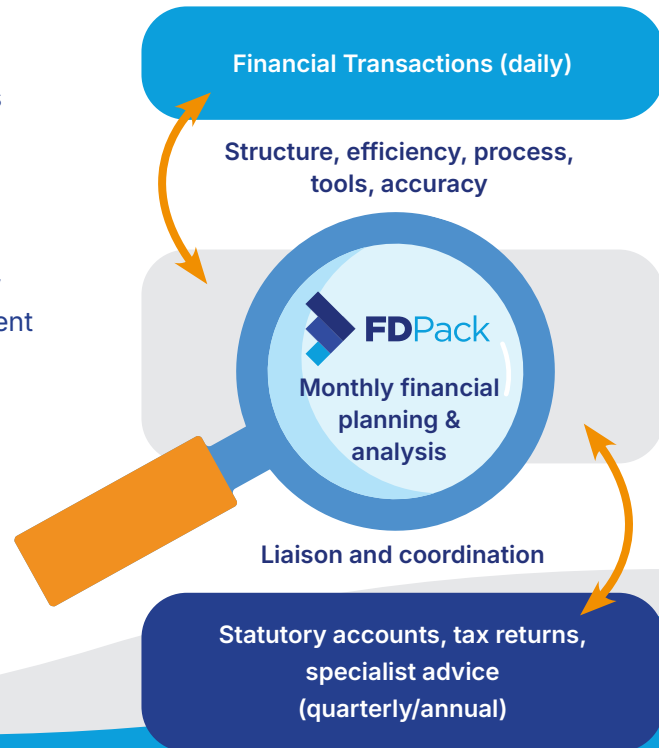 Financial Transactions (daily)
Structure, efficiency, process,
tools, accuracy
FDPack
Monthly financial
planning &
analysis
Liaison and coordination
Statutory accounts, tax returns,
specialist advice
(quarterly/annual)